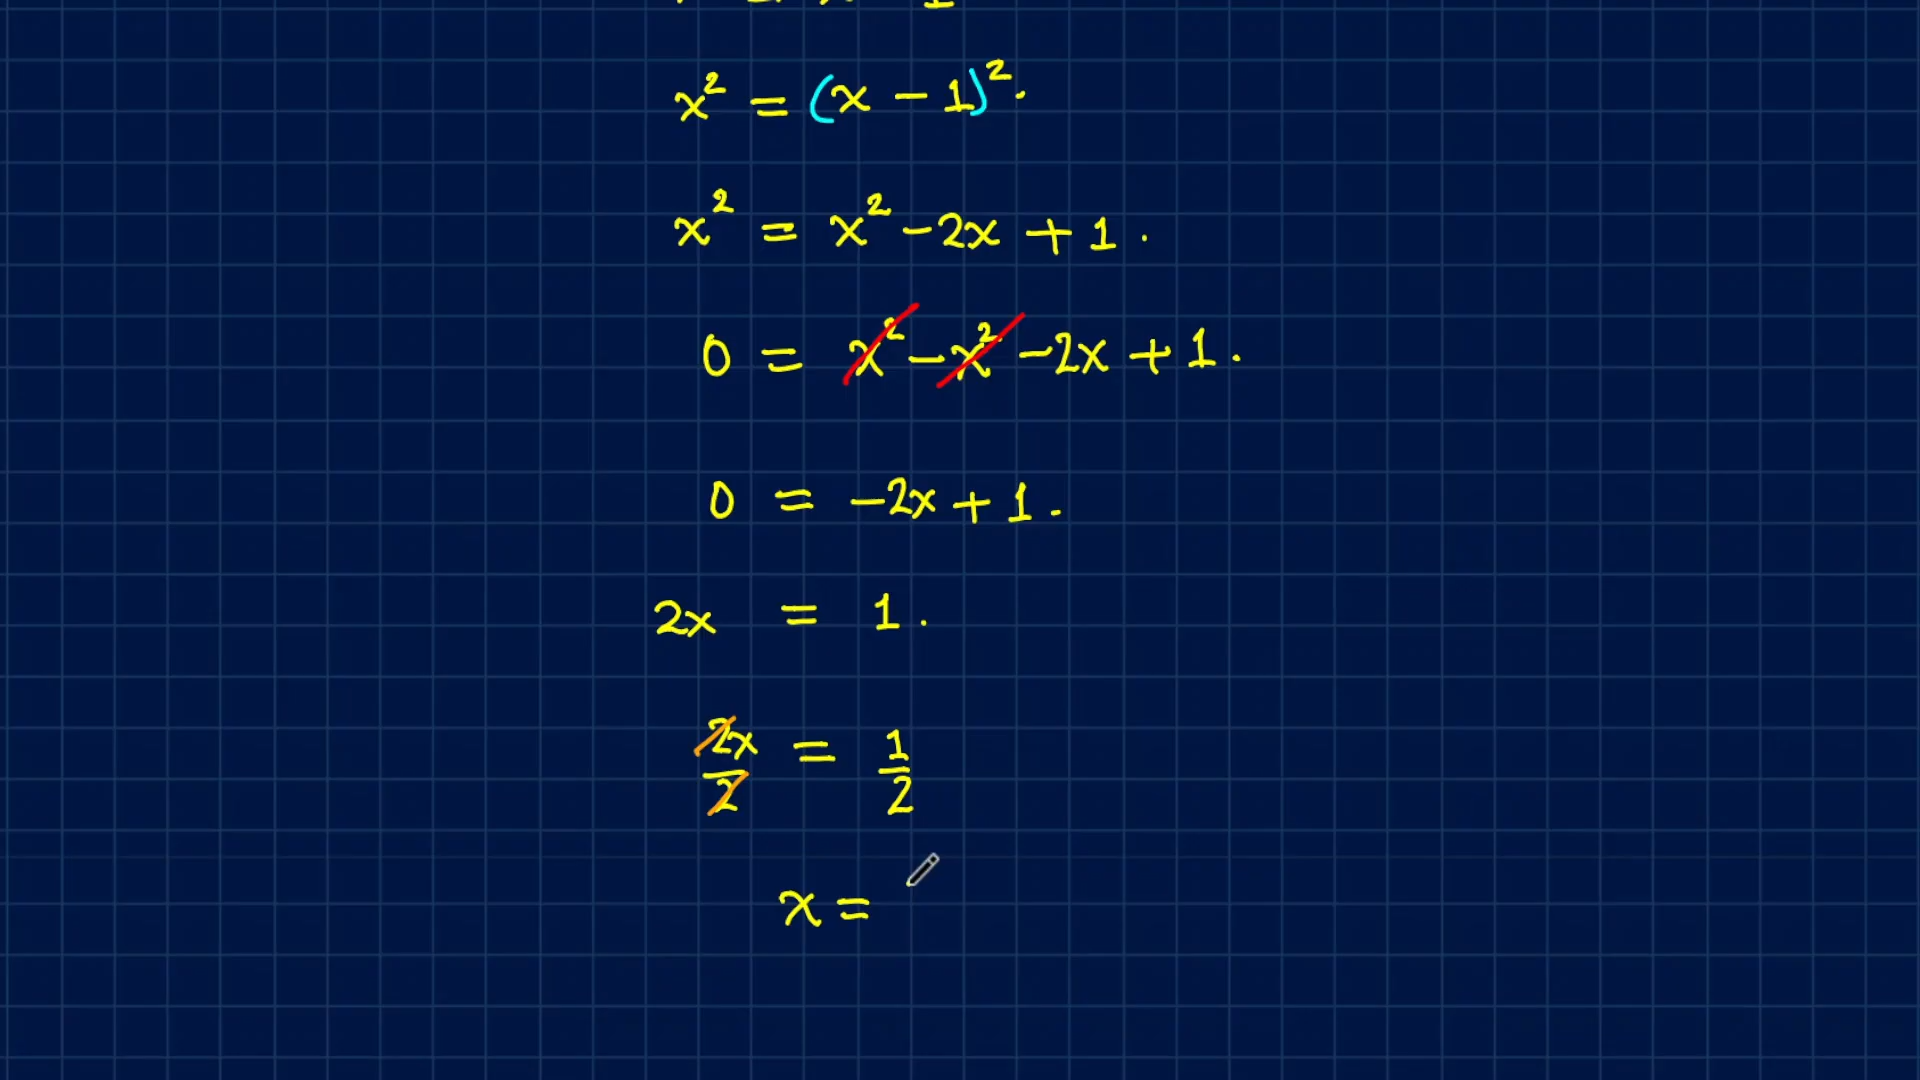 x² = (x - 1)².
x² = x² - 2x + 1.
0 = x² - x² - 2x + 1.
0 = -2x + 1.
2x = 1.
2x/2 = 1/2
x =